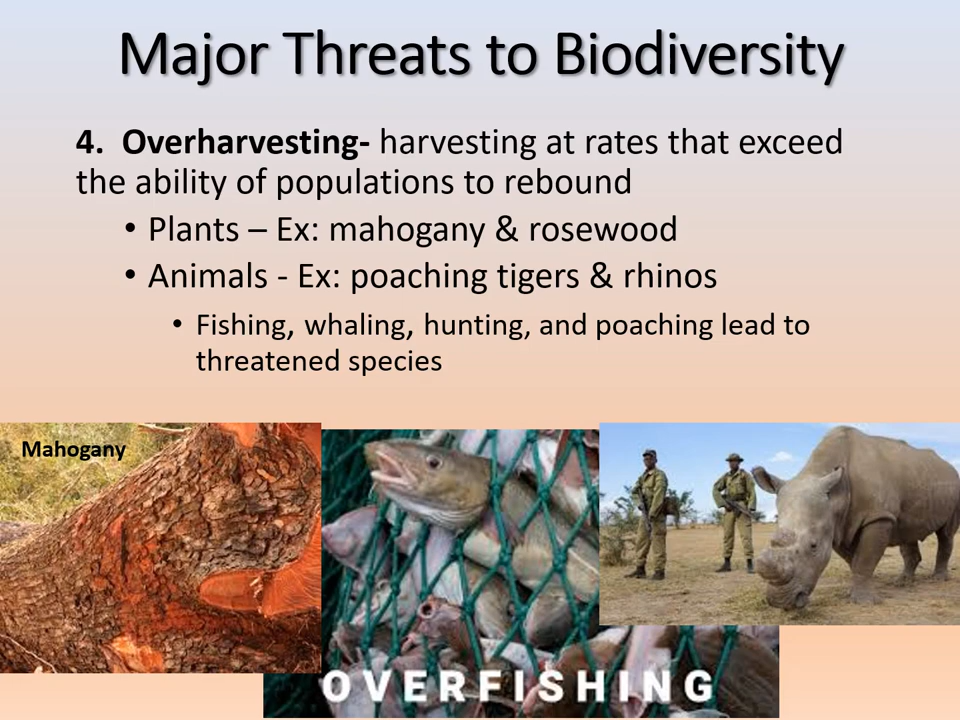 Major Threats to Biodiversity
4. Overharvesting- harvesting at rates that exceed
the ability of populations to rebound
• Plants – Ex: mahogany & rosewood
• Animals - Ex: poaching tigers & rhinos
• Fishing, whaling, hunting, and poaching lead to
threatened species
Mahogany
OVERFISHING